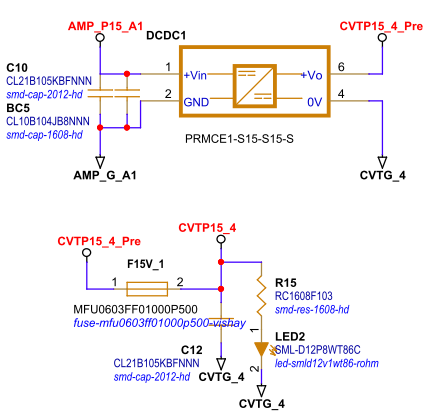 AMP_P15_A1
DCDC1
CVTP15_4_Pre
C10
CL21B105KBFNNN
smd-cap-2012-hd
BC5
CL10B104JB8NNN
smd-cap-1608-hd
1
+Vin
+Vo
6
2
GND
0V
4
PRMCE1-S15-S15-S
AMP_G_A1
CVTG_4
CVTP15_4
CVTP15_4_Pre
F15V_1
1
2
MFU0603FF01000P500
fuse-mfu0603ff01000p500-vishay
R15
RC1608F103
smd-res-1608-hd
1
LED2
SML-D12P8WT86C
led-smld12v1wt86-rohm
2
C12
CL21B105KBFNNN
smd-cap-2012-hd
CVTG_4
CVTG_4